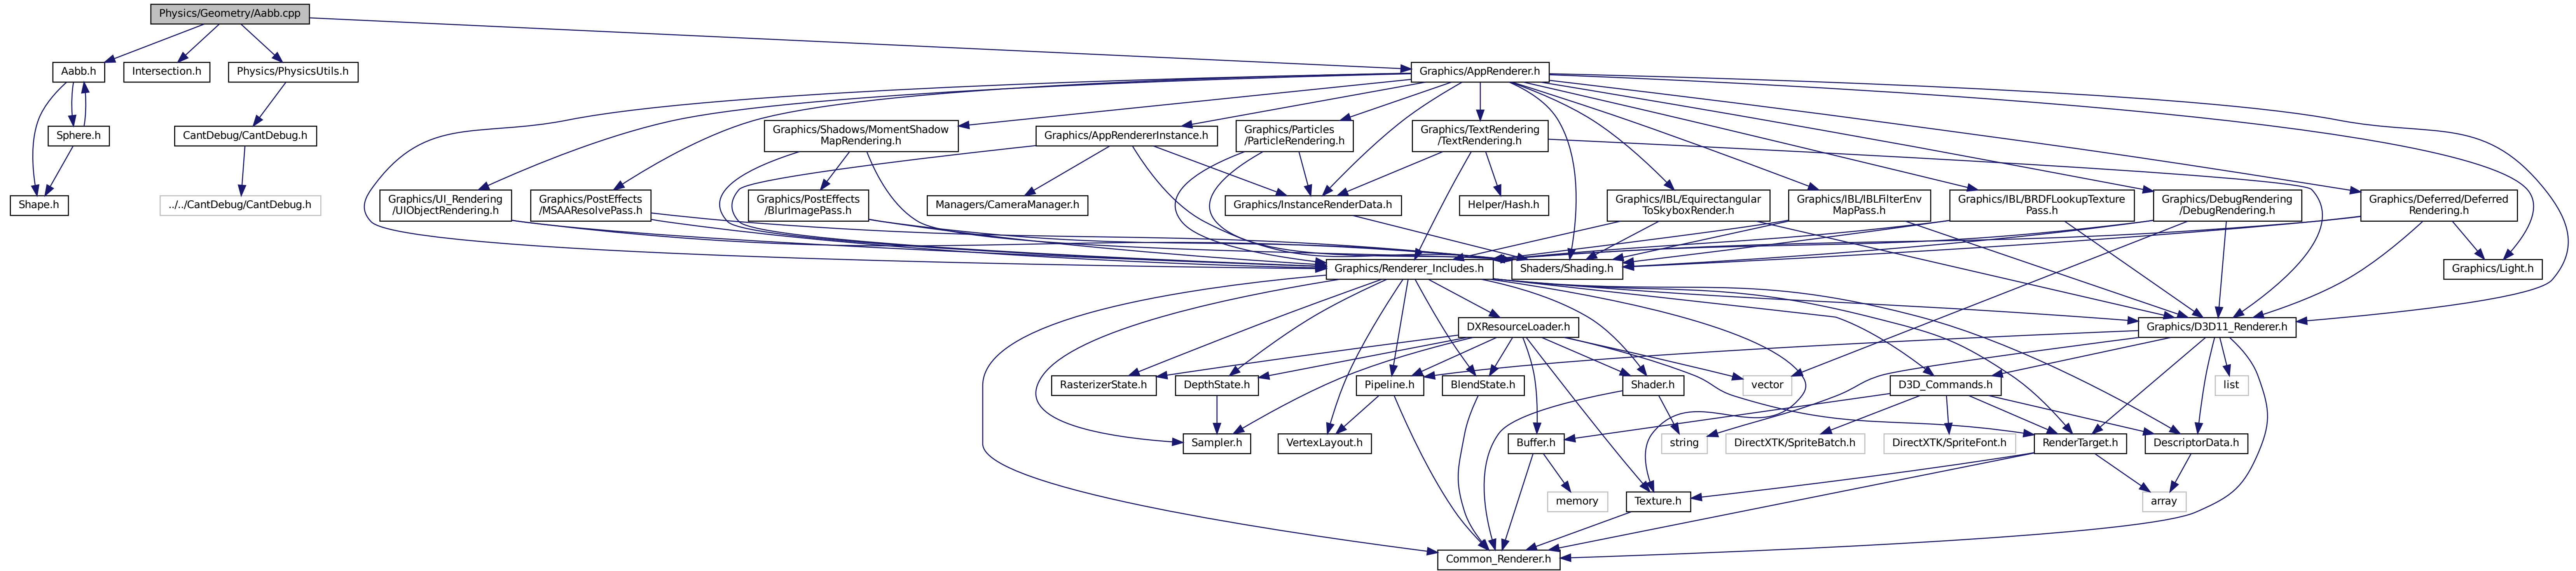 Physics/Geometry/Aabb.cpp
Aabb.h
Intersection.h
Physics/PhysicsUtils.h
Graphics/AppRenderer.h
Sphere.h
CantDebug/CantDebug.h
Graphics/Shadows/MomentShadow
MapRendering.h
Graphics/AppRendererInstance.h
Graphics/Particles
/ParticleRendering.h
Graphics/TextRendering
/TextRendering.h
Shape.h
../../CantDebug/CantDebug.h
Graphics/UI_Rendering
/UIObjectRendering.h
Graphics/PostEffects
/MSAAResolvePass.h
Graphics/PostEffects
/BlurImagePass.h
Managers/CameraManager.h
Graphics/InstanceRenderData.h
Helper/Hash.h
Graphics/IBL/Equirectangular
ToSkyboxRender.h
Graphics/IBL/IBLFilterEnv
MapPass.h
Graphics/IBL/BRDFLookupTexture
Pass.h
Graphics/DebugRendering
/DebugRendering.h
Graphics/Deferred/Deferred
Rendering.h
Graphics/Renderer_Includes.h
Shaders/Shading.h
Graphics/Light.h
DXResourceLoader.h
Graphics/D3D11_Renderer.h
RasterizerState.h
DepthState.h
Pipeline.h
BlendState.h
Shader.h
vector
D3D_Commands.h
list
Sampler.h
VertexLayout.h
Buffer.h
string
DirectXTK/SpriteBatch.h
DirectXTK/SpriteFont.h
RenderTarget.h
DescriptorData.h
memory
Texture.h
array
Common_Renderer.h